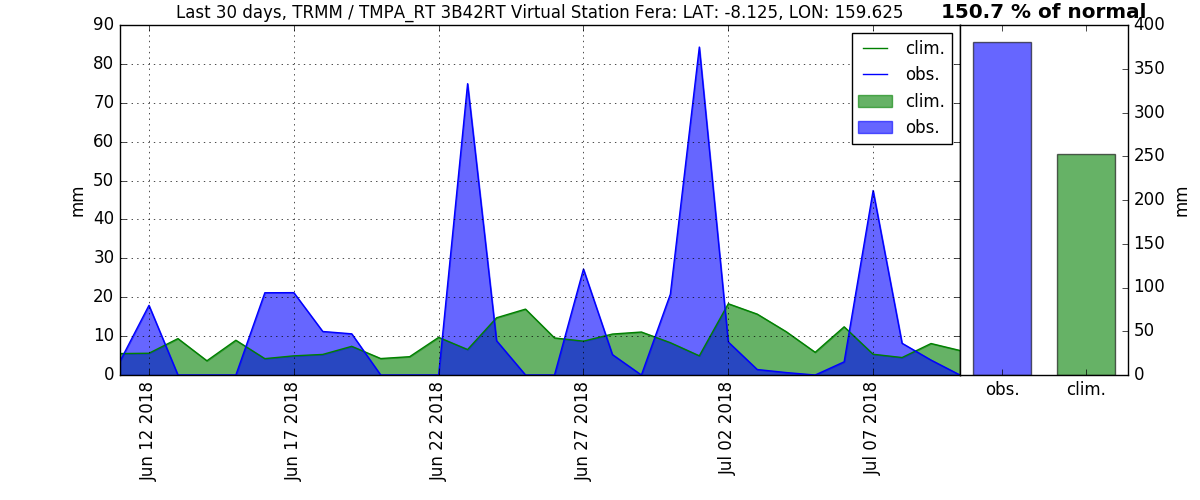 Last 30 days, TRMM / TMPA_RT 3B42RT Virtual Station Fera: LAT: -8.125, LON: 159.625
150.7 % of normal
90
80
70
60
50
40
30
20
10
0
mm
clim.
obs.
clim.
obs.
Jun 12 2018
Jun 17 2018
Jun 22 2018
Jun 27 2018
Jul 02 2018
Jul 07 2018
400
350
300
250
200
150
100
50
0
mm
obs.
clim.